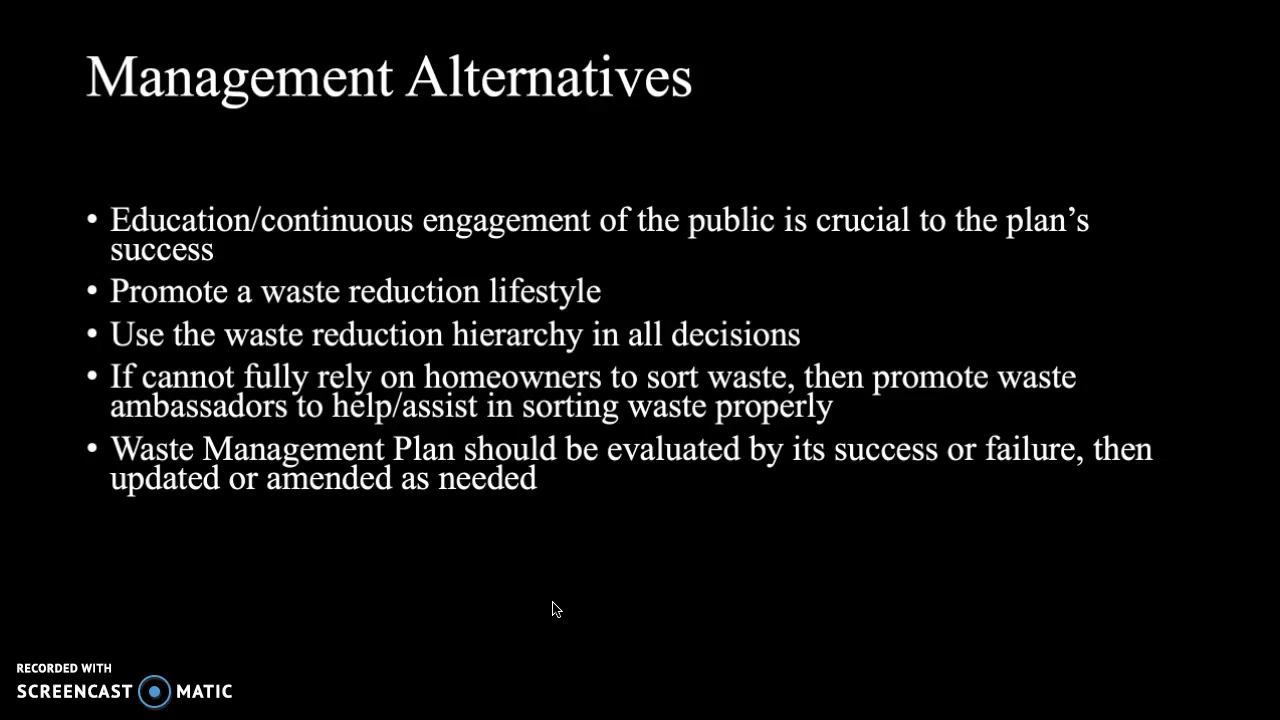 Management Alternatives
• Education/continuous engagement of the public is crucial to the plan’s
success
• Promote a waste reduction lifestyle
• Use the waste reduction hierarchy in all decisions
• If cannot fully rely on homeowners to sort waste, then promote waste
ambassadors to help/assist in sorting waste properly
• Waste Management Plan should be evaluated by its success or failure, then
updated or amended as needed
RECORDED WITH
SCREENCAST MATIC